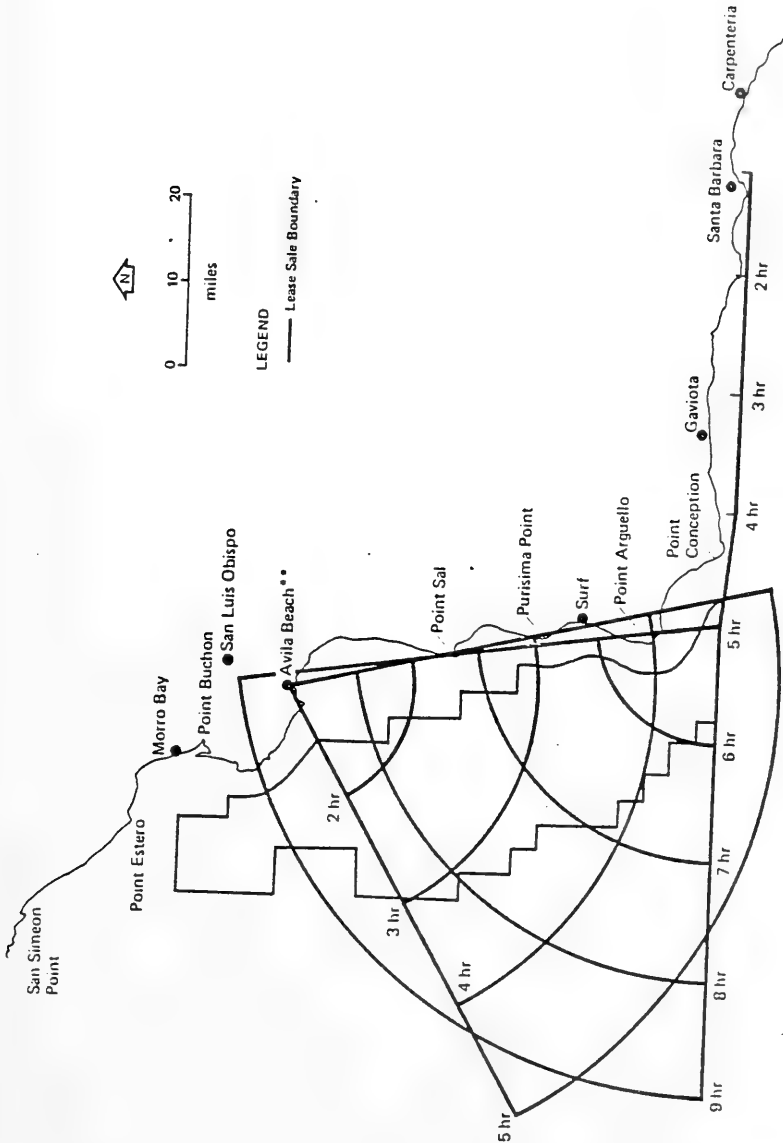 San Simeon
Point
Point Estero
Morro Bay
Point Buchon
San Luis Obispo
Avila Beach**
Point Sal
Purisima Point
Surf
Point Arguello
Point
Conception
Gaviota
Santa Barbara
Carpenteria
N
0 10 20
miles
LEGEND
Lease Sale Boundary
2 hr
3 hr
4 hr
5 hr
2 hr
3 hr
4 hr
5 hr
6 hr
7 hr
8 hr
9 hr